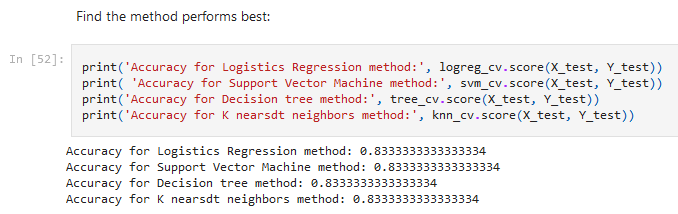 Find the method performs best:
In [52]:
print('Accuracy for Logistics Regression method:', logreg_cv.score(X_test, Y_test))
print( 'Accuracy for Support Vector Machine method:', svm_cv.score(X_test, Y_test))
print('Accuracy for Decision tree method:', tree_cv.score(X_test, Y_test))
print('Accuracy for K nearsdt neighbors method:', knn_cv.score(X_test, Y_test))
Accuracy for Logistics Regression method: 0.8333333333333334
Accuracy for Support Vector Machine method: 0.8333333333333334
Accuracy for Decision tree method: 0.8333333333333334
Accuracy for K nearsdt neighbors method: 0.8333333333333334